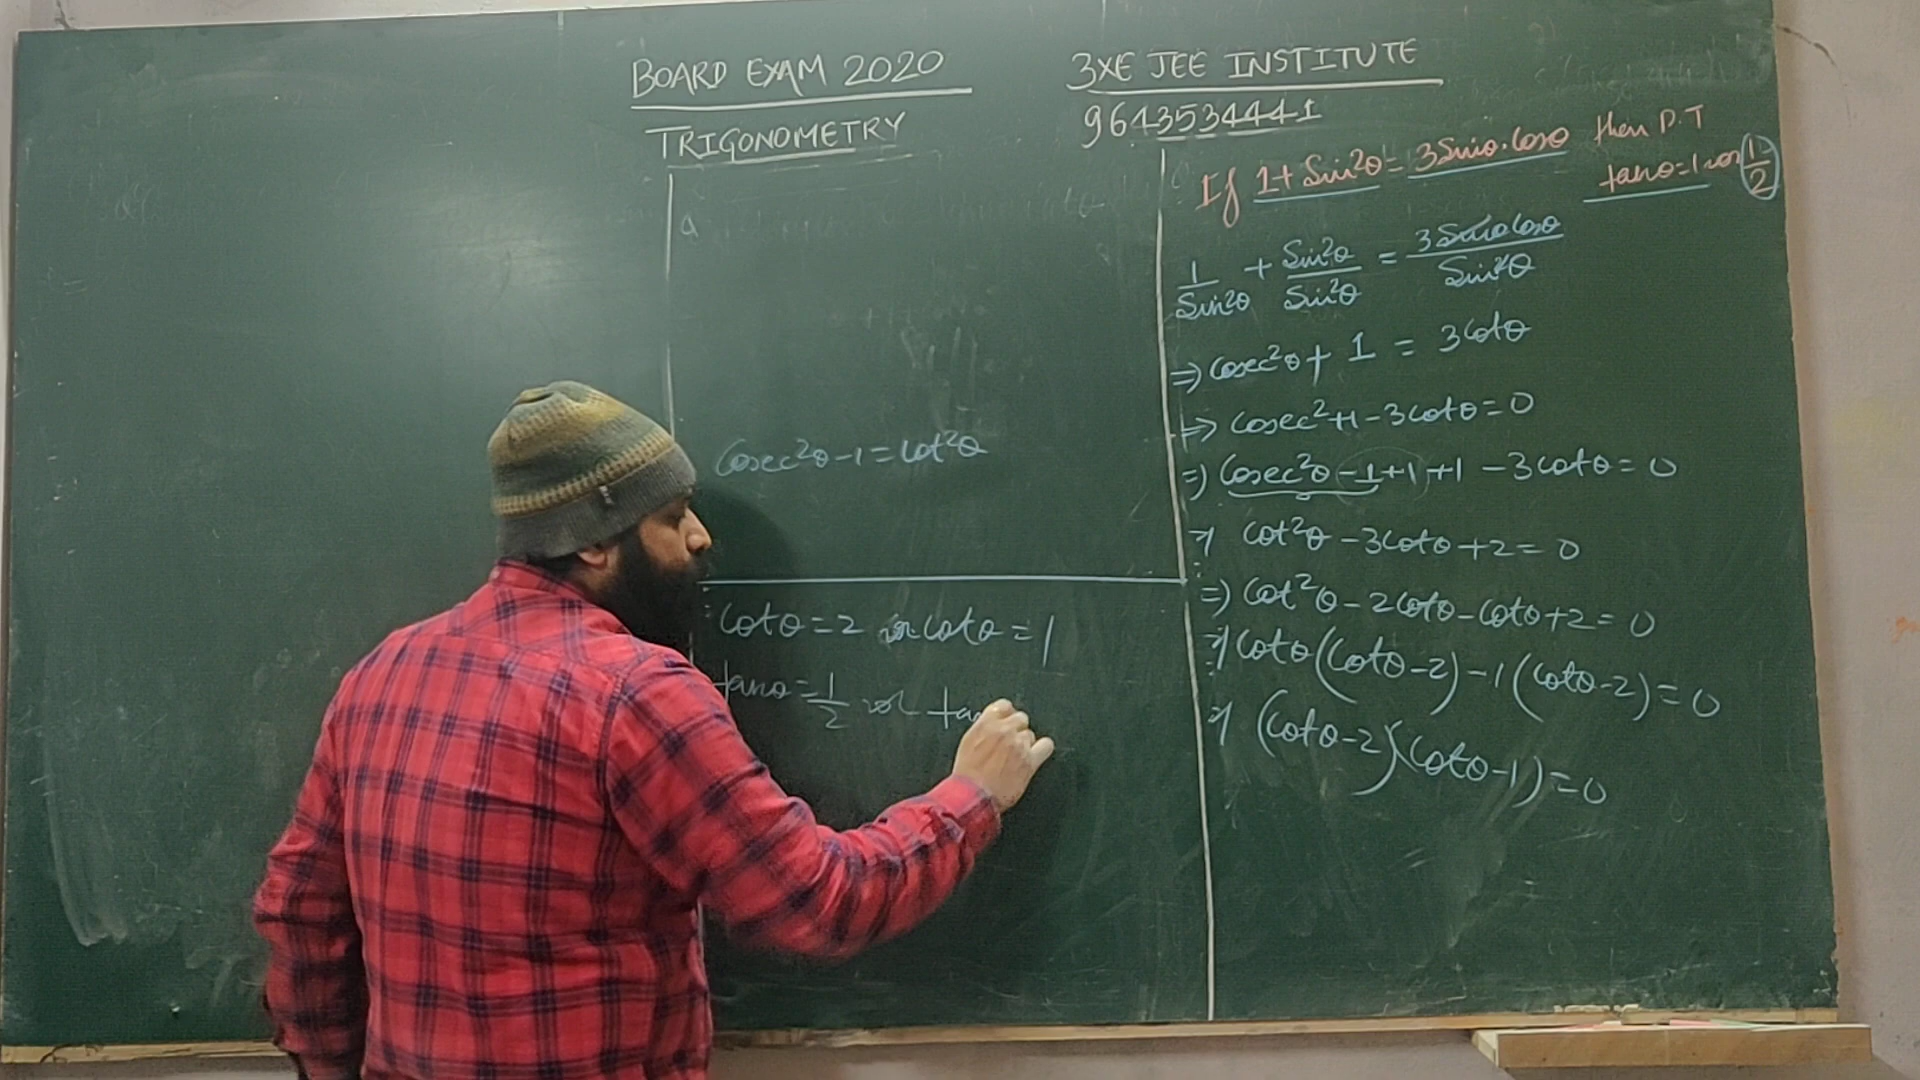 BOARD EXAM 2020
TRIGONOMETRY
3XE JEE INSTITUTE
9643534441
If 1 + Sin²θ = 3Sinθ.Cosθ then P.T
tanθ = 1 or 1/2
1/Sin²θ + Sin²θ/Sin²θ = 3SinθCosθ/Sin²θ
⇒ Cosec²θ + 1 = 3Cotθ
⇒ Cosec²+1-3Cotθ=0
⇒ Cosec²θ-1+1+1-3Cotθ=0
⇒ Cot²θ-3Cotθ+2=0
⇒ Cot²θ-2Cotθ-Cotθ+2=0
⇒ Cotθ(Cotθ-2)-1(Cotθ-2)=0
⇒ (Cotθ-2)(Cotθ-1)=0
Cosec²θ-1=Cot²θ
Cotθ=2 or Cotθ=1
tanθ=1/2 or ta